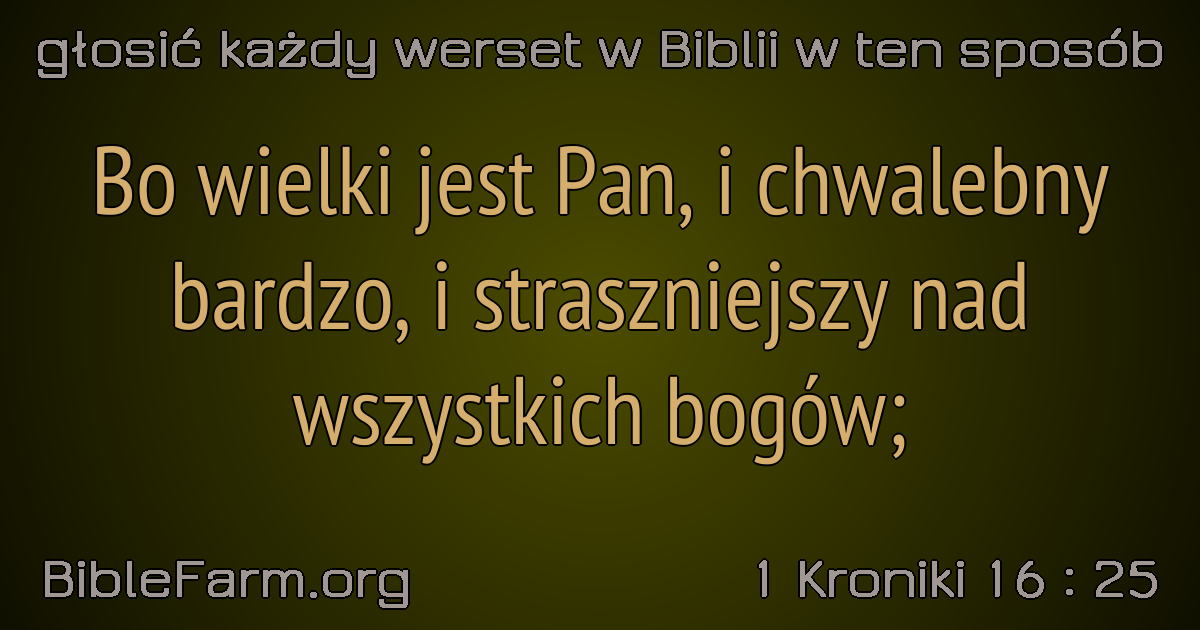 głosić każdy werset w Biblii w ten sposób
Bo wielki jest Pan, i chwalebny
bardzo, i straszniejszy nad
wszystkich bogów;
BibleFarm.org
1 Kroniki 16 : 25